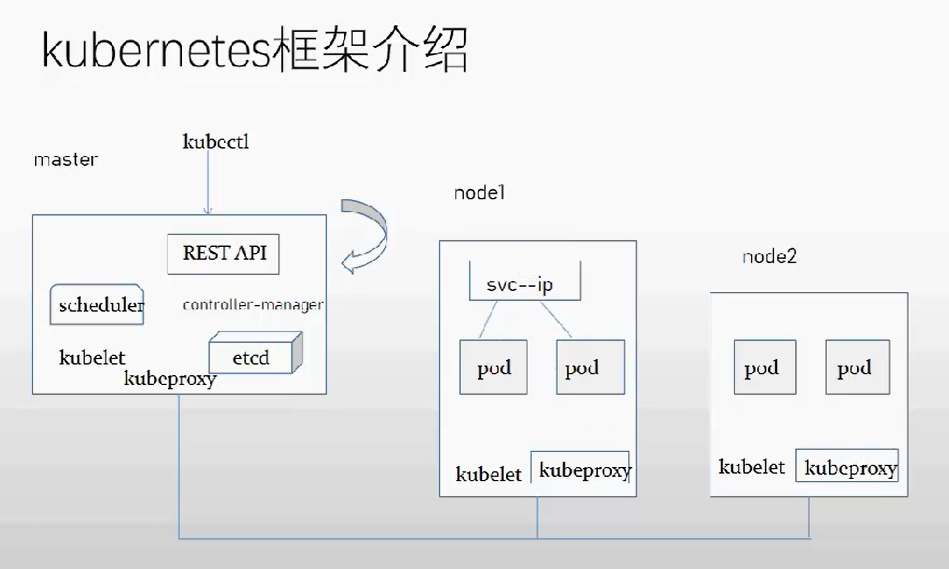 kubernetes框架介绍
kubectl
master
REST API
scheduler
controller-manager
kubelet
etcd
kubeproxy
node1
svc--ip
pod
pod
kubelet
kubeproxy
node2
pod
pod
kubelet
kubeproxy